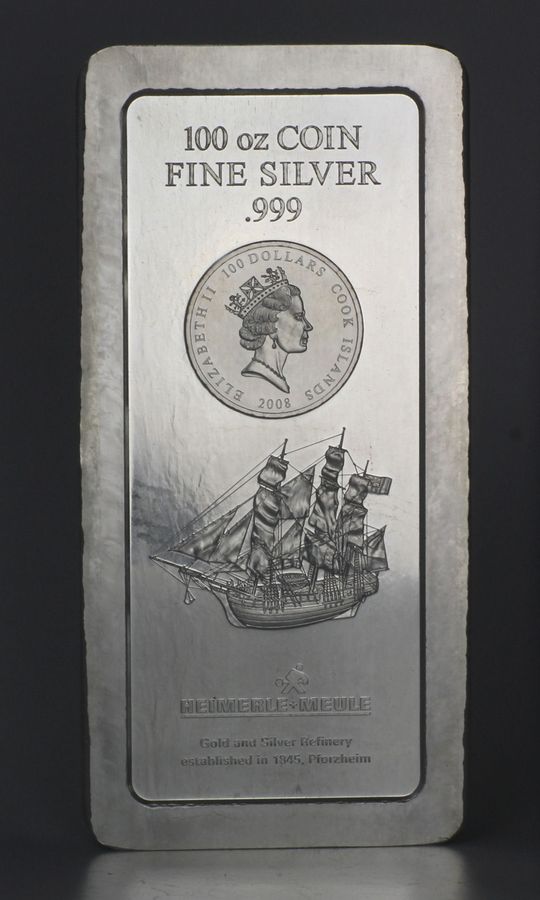 100 oz COIN
FINE SILVER
.999
ELIZABETH II 100 DOLLARS COOK ISLANDS
2008
HEIMERLE+MEULE
Gold and Silver Refinery
established in 1845, Pforzheim